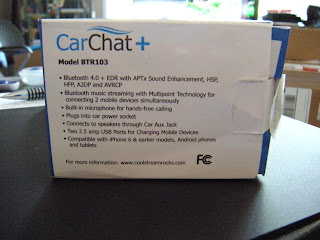 CarChat+
Model BTR103
• Bluetooth 4.0 + EDR with APTx Sound Enhancement, HSP,
HFP, A2DP and AVRCP
• Bluetooth music streaming with Multipoint Technology for
connecting 2 mobile devices simultaneously
• Built-in microphone for hands-free calling
• Plugs into car power socket
• Connects to speakers through Car Aux Jack
• Two 2.5 amp USB Ports for Charging Mobile Devices
• Compatible with iPhone 6 & earlier models, Android phones
and tablets
For more information: www.coolstreamrocks.com
FC